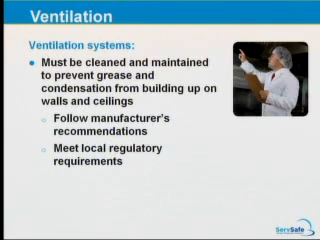 Ventilation
Ventilation systems:
Must be cleaned and maintained
to prevent grease and
condensation from building up on
walls and ceilings
Follow manufacturer's
recommendations
Meet local regulatory
requirements
ServSafe